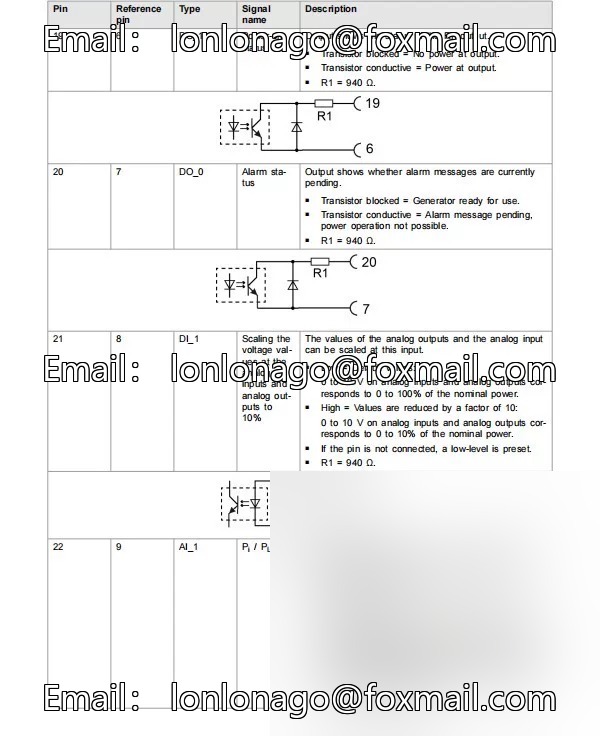 Pin Reference pin Type Signal name Description
Email： lonlonago@foxmail.com
▪ Transistor blocked = No power at output.
▪ Transistor conductive = Power at output.
▪ R1 = 940 Ω.
19
R1
6
20 7 DO_0 Alarm sta-
tus
Output shows whether alarm messages are currently
pending.
▪ Transistor blocked = Generator ready for use.
▪ Transistor conductive = Alarm message pending,
power operation not possible.
▪ R1 = 940 Ω.
20
R1
7
21 8 DI_1 Scaling the
voltage val-
ues at the
inputs and
analog out-
puts to
10%
The values of the analog outputs and the analog input
can be scaled at this input.
Email： lonlonago@foxmail.com
V on analog inputs and analog outputs cor-
responds to 0 to 100% of the nominal power.
▪ High = Values are reduced by a factor of 10:
0 to 10 V on analog inputs and analog outputs cor-
responds to 0 to 10% of the nominal power.
▪ If the pin is not connected, a low-level is preset.
▪ R1 = 940 Ω.
22 9 AI_1 Pi / PL
Email： lonlonago@foxmail.com